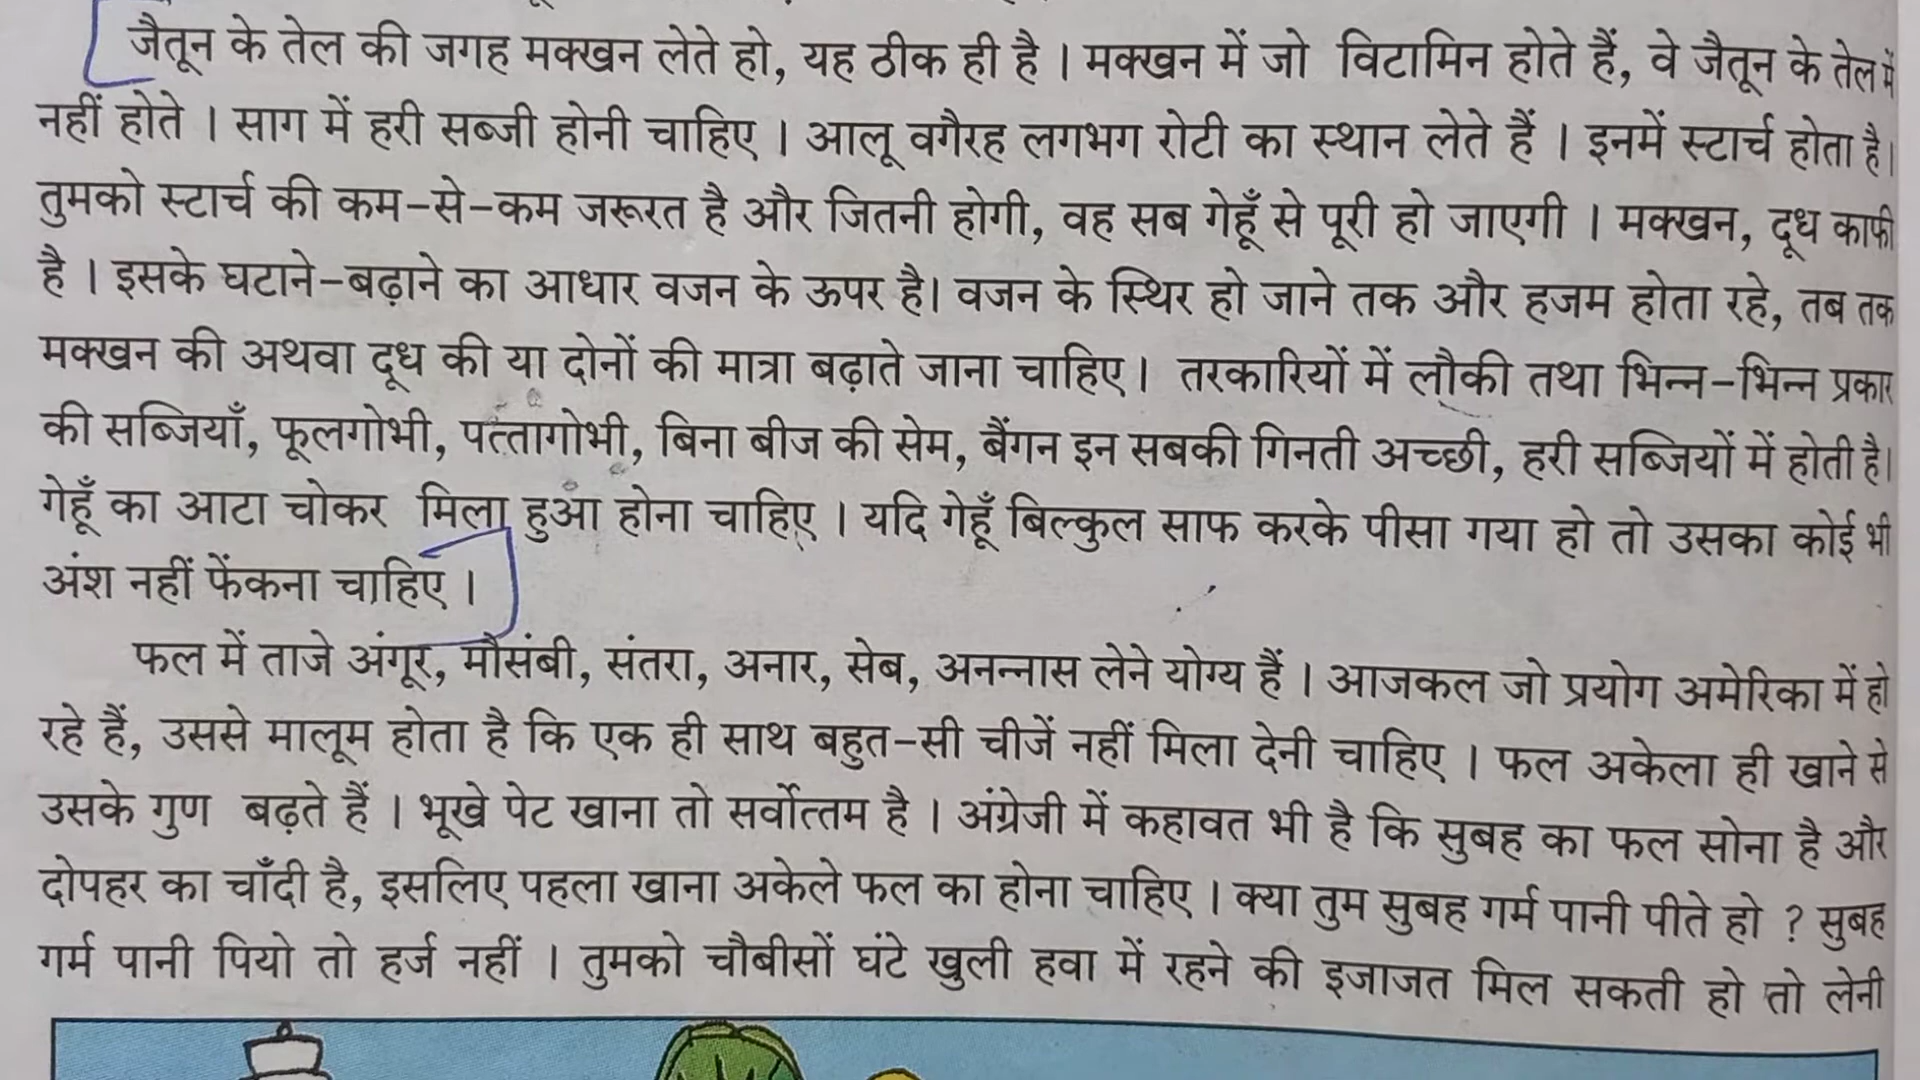 जैतून के तेल की जगह मक्खन लेते हो, यह ठीक ही है । मक्खन में जो विटामिन होते हैं, वे जैतून के तेल में
नहीं होते । साग में हरी सब्जी होनी चाहिए । आलू वगैरह लगभग रोटी का स्थान लेते हैं । इनमें स्टार्च होता है।
तुमको स्टार्च की कम-से-कम जरूरत है और जितनी होगी, वह सब गेहूँ से पूरी हो जाएगी । मक्खन, दूध काफी
है । इसके घटाने-बढ़ाने का आधार वजन के ऊपर है। वजन के स्थिर हो जाने तक और हजम होता रहे, तब तक
मक्खन की अथवा दूध की या दोनों की मात्रा बढ़ाते जाना चाहिए। तरकारियों में लौकी तथा भिन्न-भिन्न प्रकार
की सब्जियाँ, फूलगोभी, पत्तागोभी, बिना बीज की सेम, बैंगन इन सबकी गिनती अच्छी, हरी सब्जियों में होती है।
गेहूँ का आटा चोकर मिला हुआ होना चाहिए । यदि गेहूँ बिल्कुल साफ करके पीसा गया हो तो उसका कोई भी
अंश नहीं फेंकना चाहिए ।
फल में ताजे अंगूर, मौसंबी, संतरा, अनार, सेब, अनन्नास लेने योग्य हैं । आजकल जो प्रयोग अमेरिका में हो
रहे हैं, उससे मालूम होता है कि एक ही साथ बहुत-सी चीजें नहीं मिला देनी चाहिए । फल अकेला ही खाने से
उसके गुण बढ़ते हैं । भूखे पेट खाना तो सर्वोत्तम है । अंग्रेजी में कहावत भी है कि सुबह का फल सोना है और
दोपहर का चाँदी है, इसलिए पहला खाना अकेले फल का होना चाहिए । क्या तुम सुबह गर्म पानी पीते हो ? सुबह
गर्म पानी पियो तो हर्ज नहीं । तुमको चौबीसों घंटे खुली हवा में रहने की इजाजत मिल सकती हो तो लेनी